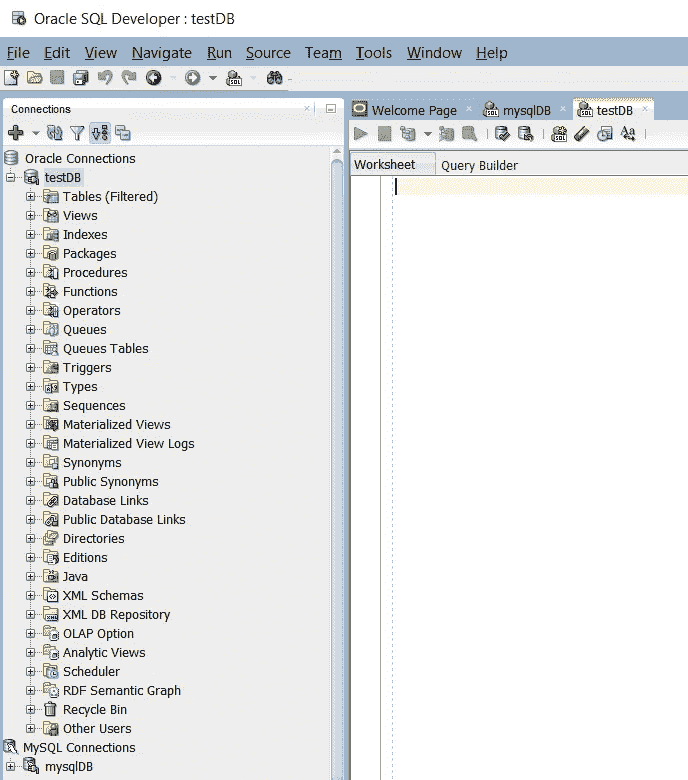 Oracle SQL Developer : testDB
File Edit View Navigate Run Source Team Tools Window Help
Connections
Oracle Connections
testDB
Tables (Filtered)
Views
Indexes
Packages
Procedures
Functions
Operators
Queues
Queues Tables
Triggers
Types
Sequences
Materialized Views
Materialized View Logs
Synonyms
Public Synonyms
Database Links
Public Database Links
Directories
Editions
Java
XML Schemas
XML DB Repository
OLAP Option
Analytic Views
Scheduler
RDF Semantic Graph
Recycle Bin
Other Users
MySQL Connections
mysqlDB
Welcome Page mysqlDB testDB
Worksheet Query Builder